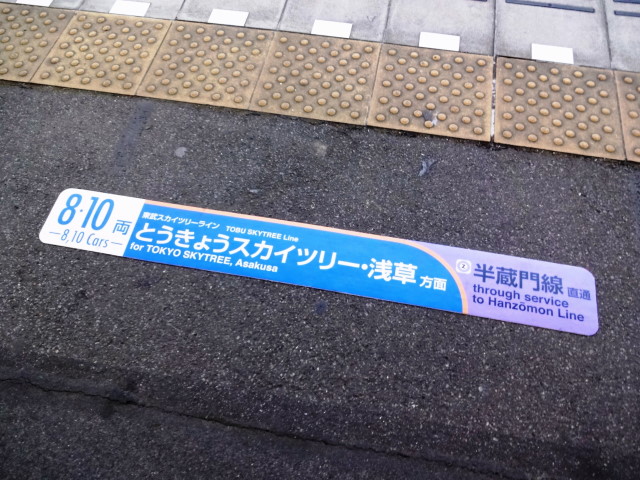 8・10両
—8,10 Cars—
東武スカイツリーライン TOBU SKYTREE Line
とうきょうスカイツリー・浅草方面
for TOKYO SKYTREE, Asakusa
半蔵門線直通
through service
to Hanzōmon Line